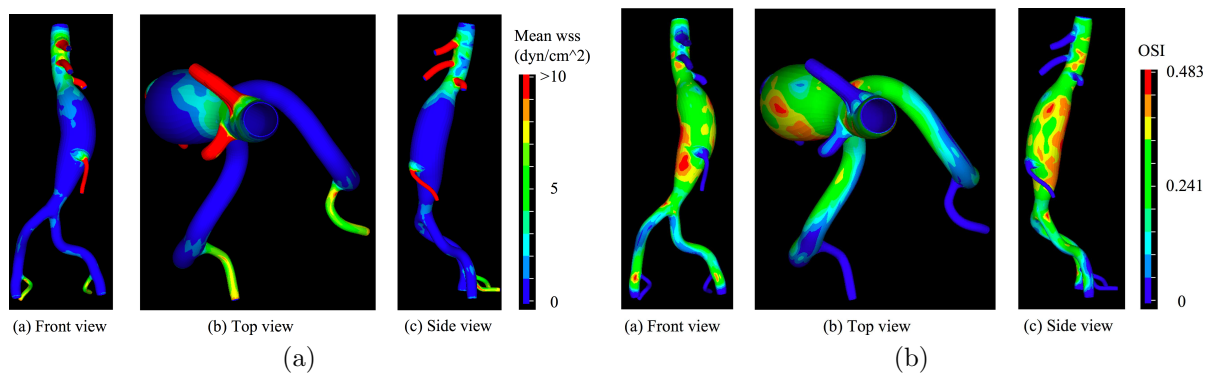 Mean wss
(dyn/cm^2)
>10
5
0
(a) Front view
(b) Top view
(c) Side view
(a)
OSI
0.483
0.241
0
(a) Front view
(b) Top view
(c) Side view
(b)